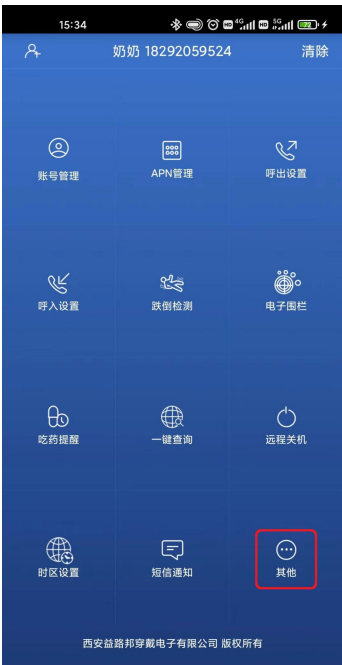 15:34
奶奶 18292059524 清除
账号管理 APN管理 呼出设置
呼入设置 跌倒检测 电子围栏
吃药提醒 一键查询 远程关机
时区设置 短信通知 其他
西安益路邦穿戴电子有限公司 版权所有